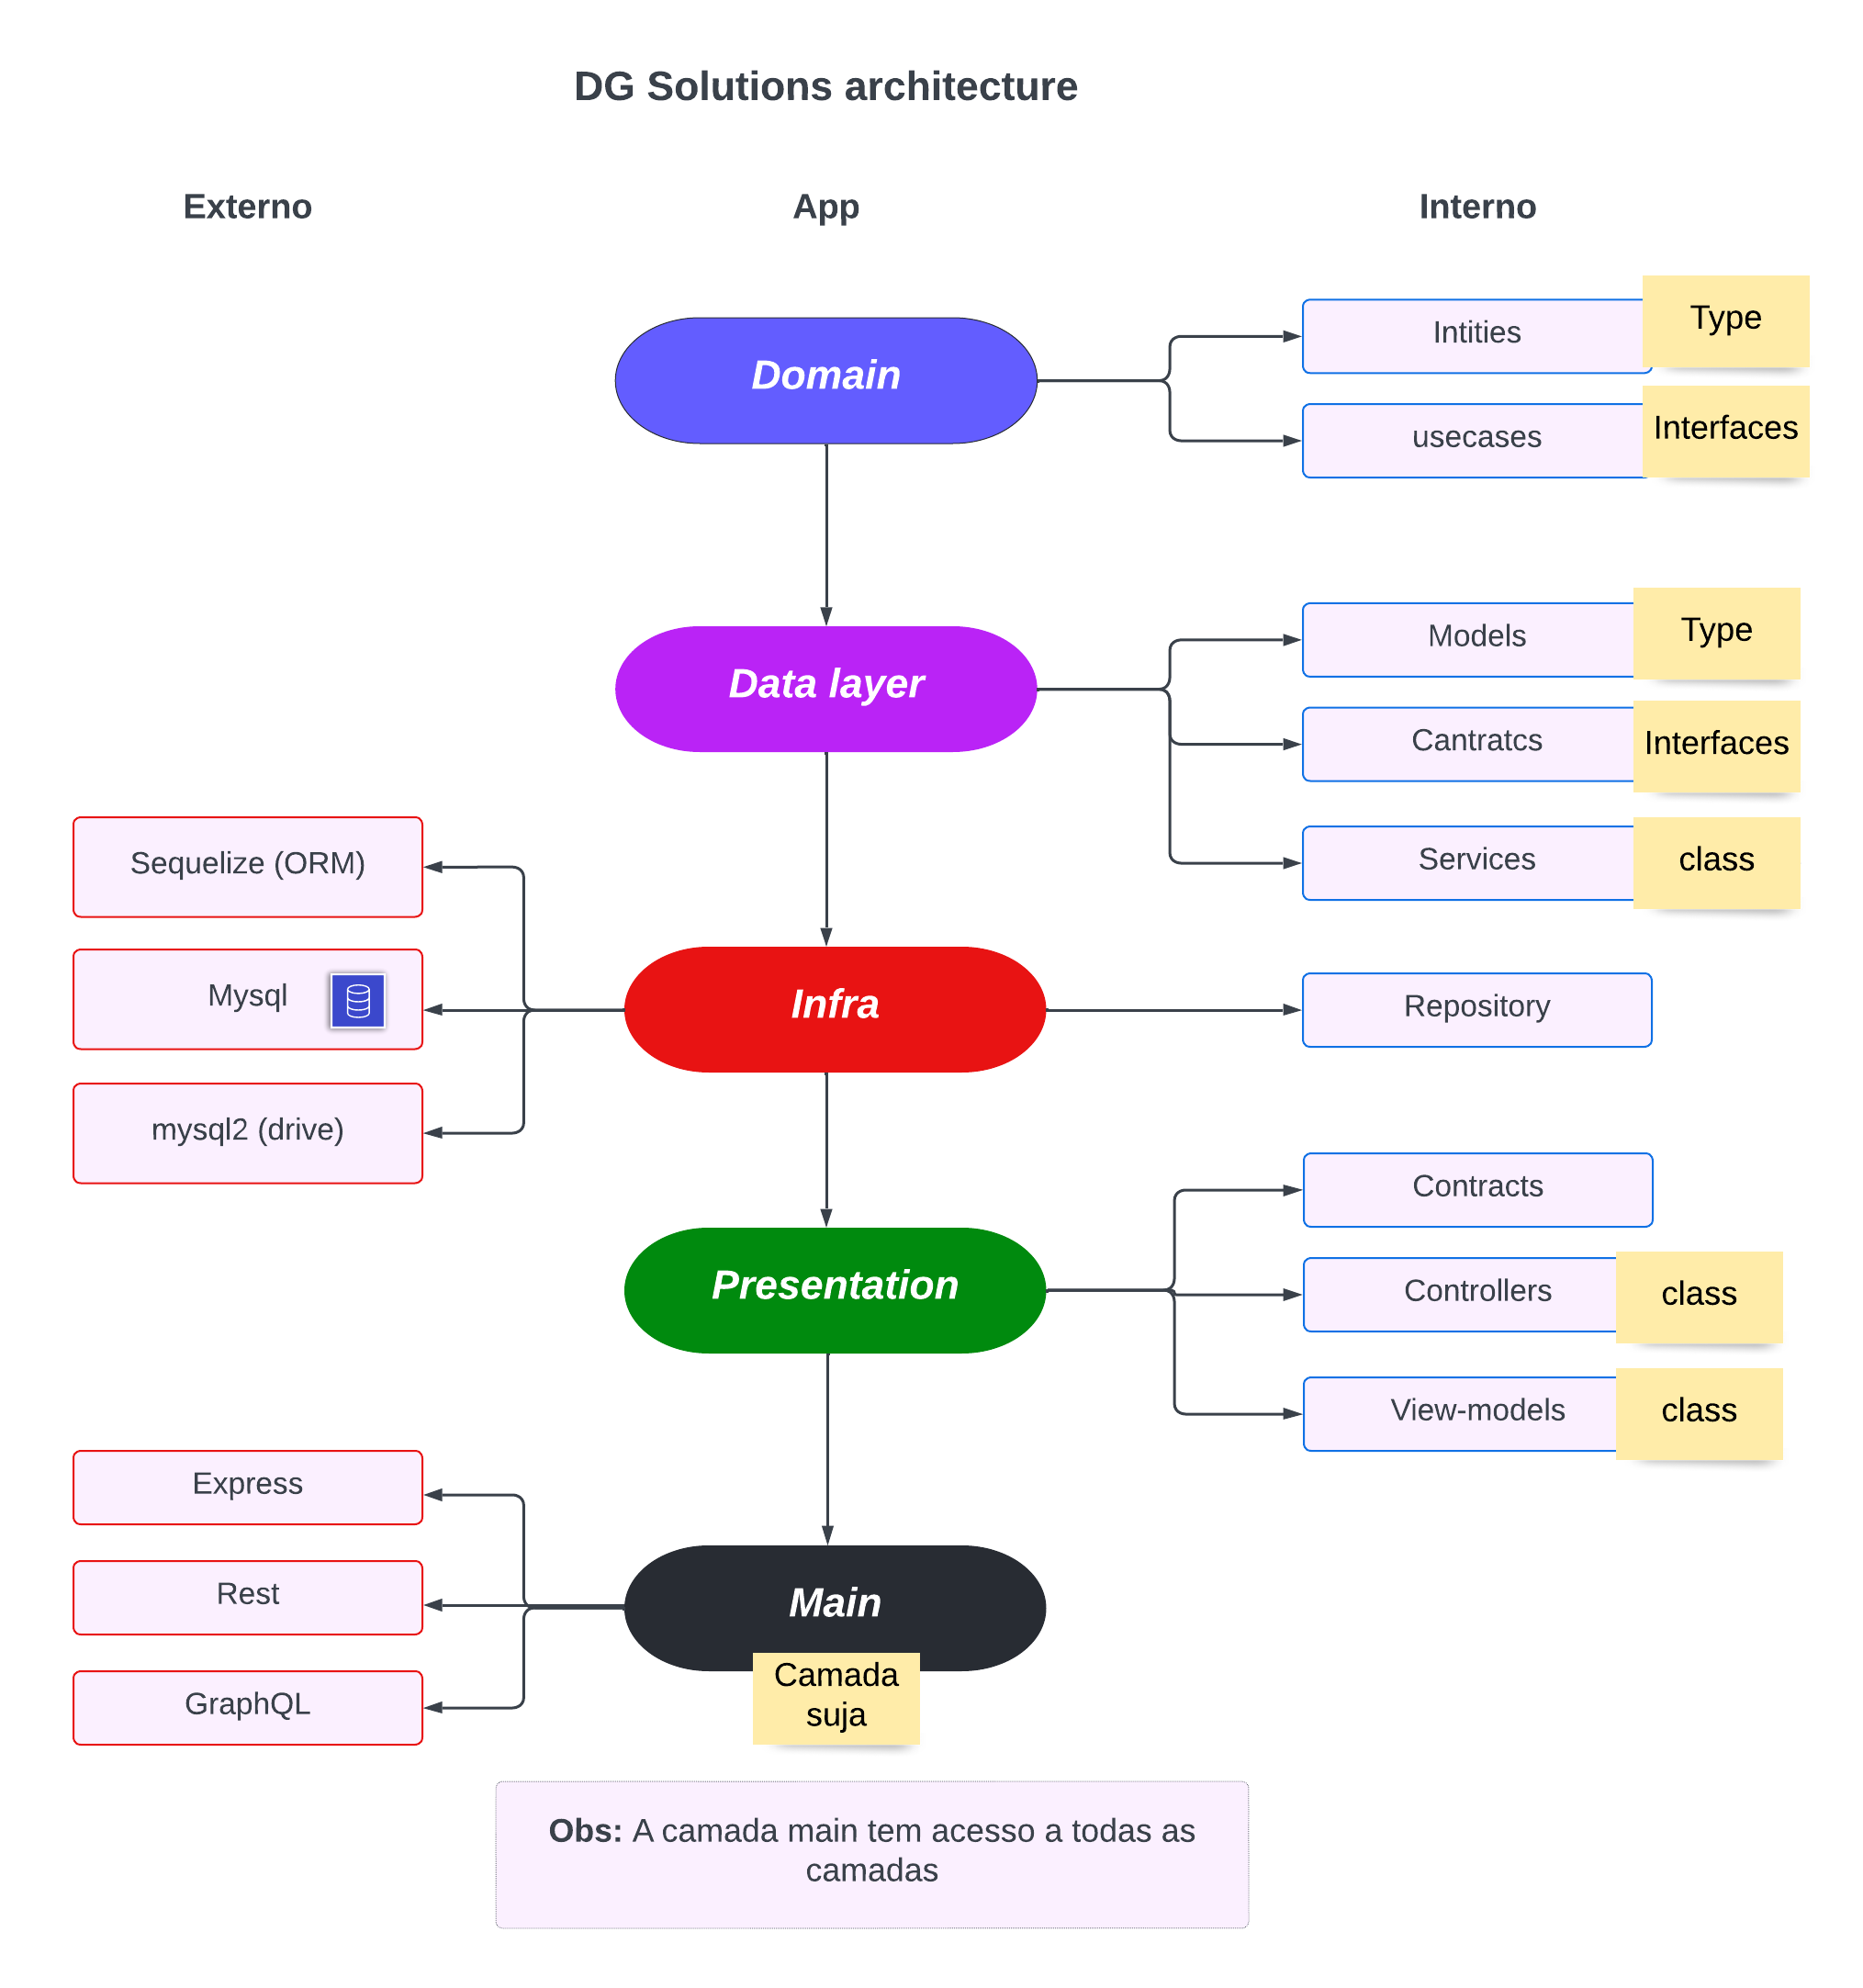 DG Solutions architecture
Externo
App
Interno
Domain
Intities
Type
usecases
Interfaces
Data layer
Models
Type
Cantratcs
Interfaces
Services
class
Sequelize (ORM)
Mysql
mysql2 (drive)
Infra
Repository
Presentation
Contracts
Controllers
class
View-models
class
Express
Rest
GraphQL
Main
Camada
suja
Obs: A camada main tem acesso a todas as
camadas